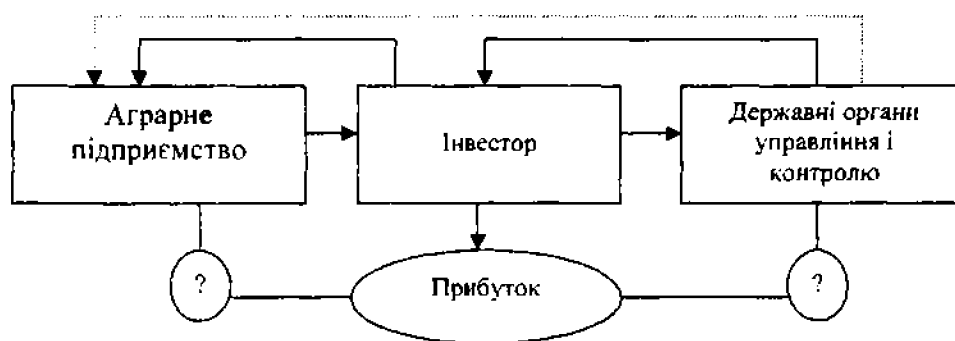 Аграрне
підприємство
Інвестор
Державні органи
управління і
контролю
?
Прибуток
?